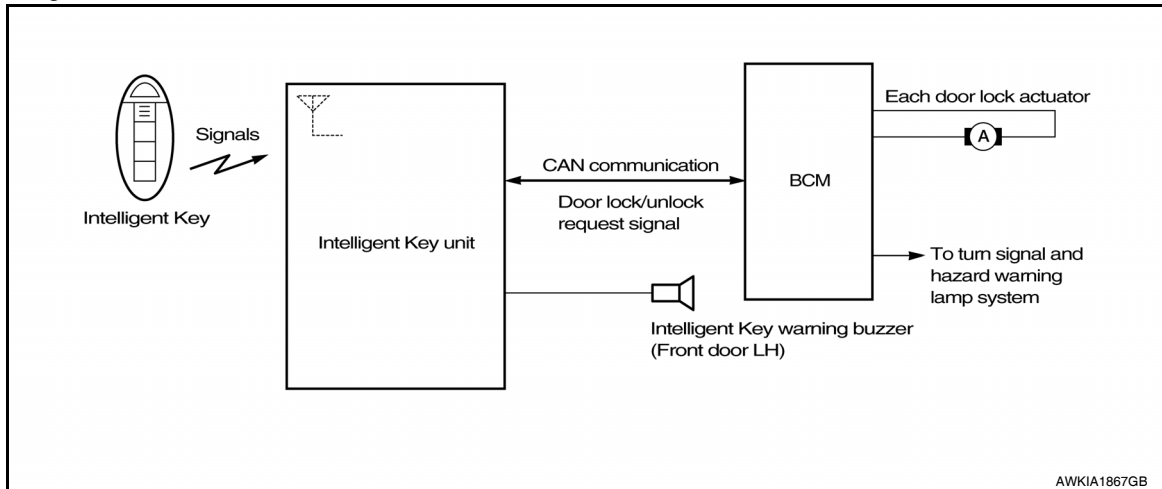 Signals
Intelligent Key
Intelligent Key unit
CAN communication
Door lock/unlock
request signal
Intelligent Key warning buzzer
(Front door LH)
BCM
Each door lock actuator
A
To turn signal and
hazard warning
lamp system
AWKIA1867GB